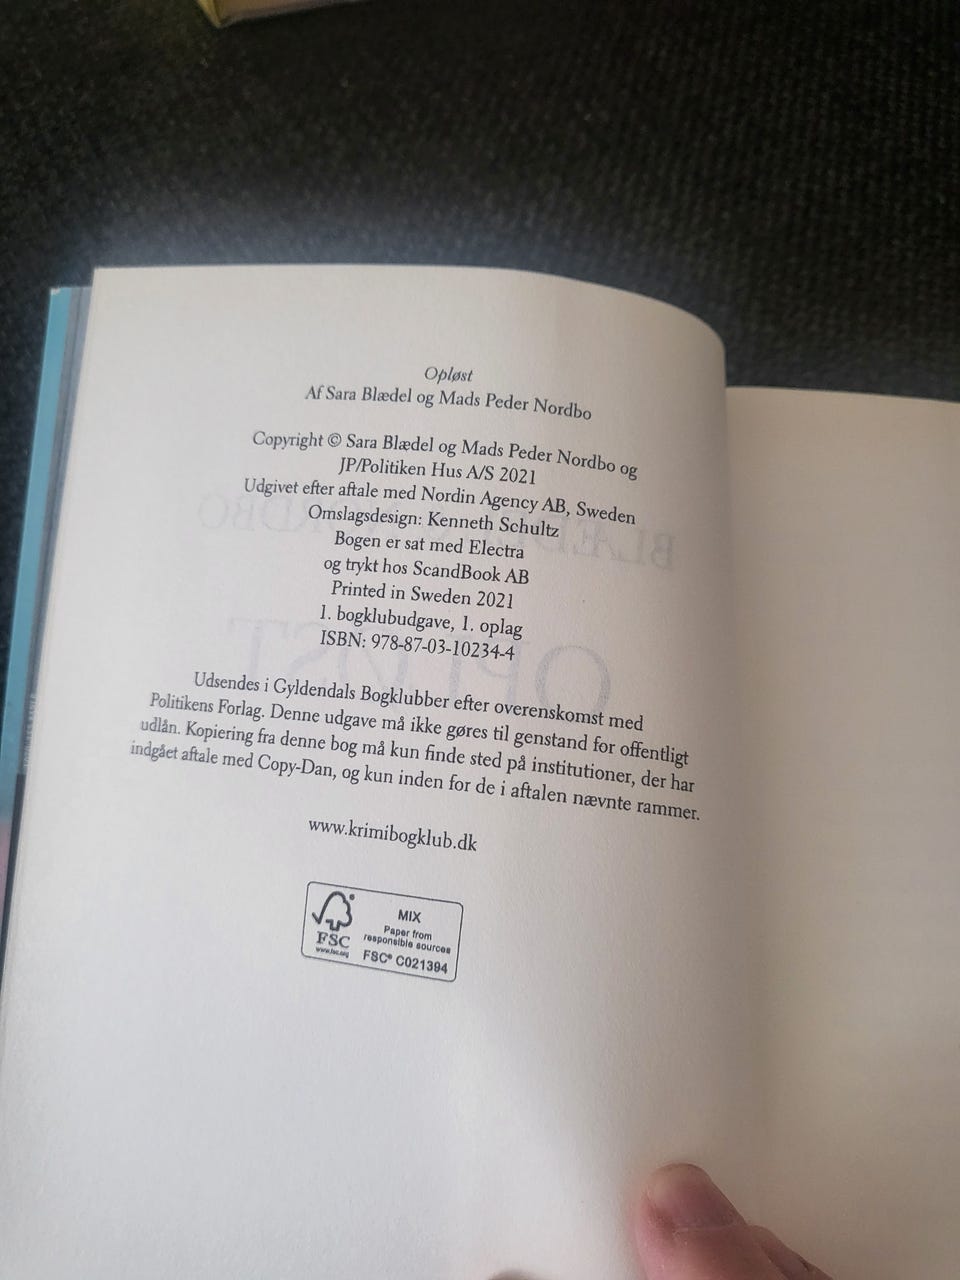 Opløst
Af Sara Blædel og Mads Peder Nordbo
Copyright © Sara Blædel og Mads Peder Nordbo og
JP/Politiken Hus A/S 2021
Udgivet efter aftale med Nordin Agency AB, Sweden
Omslagsdesign: Kenneth Schultz
Bogen er sat med Electra
og trykt hos ScandBook AB
Printed in Sweden 2021
1. bogklubudgave, 1. oplag
ISBN: 978-87-03-10234-4
Udsendes i Gyldendals Bogklubber efter overenskomst med
Politikens Forlag. Denne udgave må ikke gøres til genstand for offentligt
udlån. Kopiering fra denne bog må kun finde sted på institutioner, der har
indgået aftale med Copy-Dan, og kun inden for de i aftalen nævnte rammer.
www.krimibogklub.dk
FSC
www.fsc.org
MIX
Paper from
responsible sources
FSC® C021394